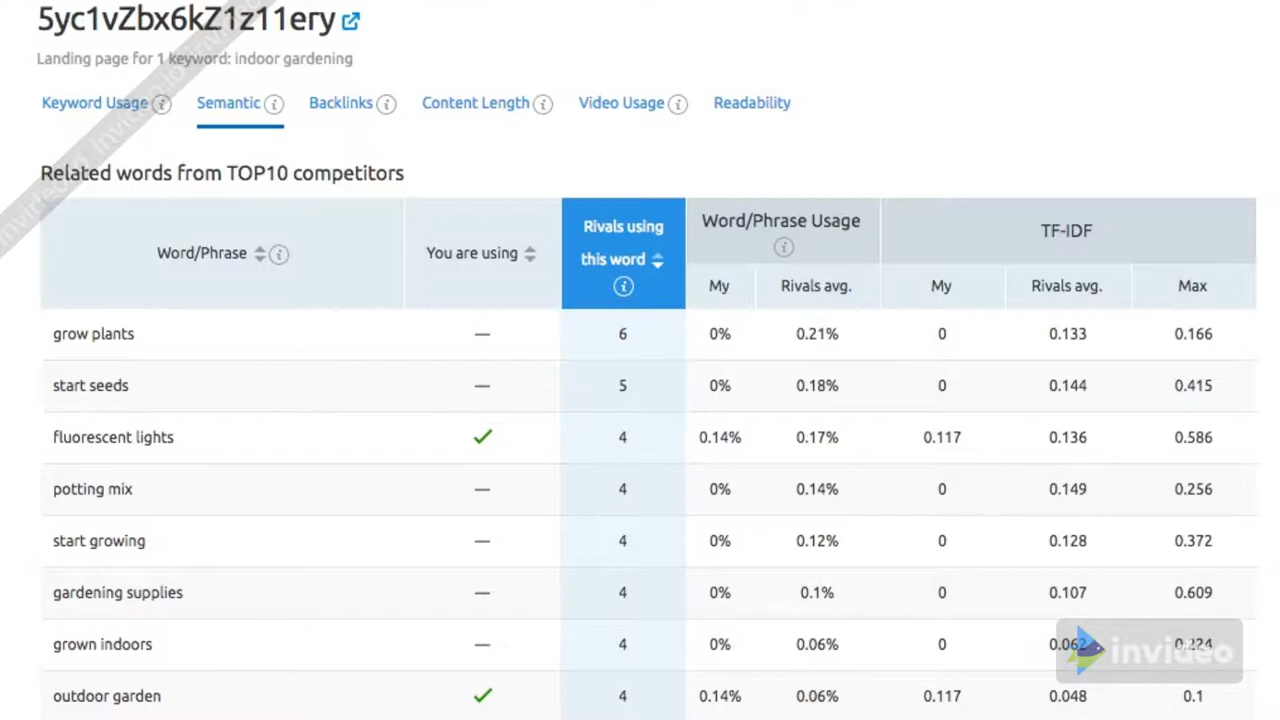 5yc1vZbx6kZ1z11ery
Landing page for 1 keyword: indoor gardening
Keyword Usage i Semantic i Backlinks i Content Length i Video Usage i Readability
Related words from TOP10 competitors
Word/Phrase i You are using Rivals using this word i Word/Phrase Usage i TF-IDF
My Rivals avg. My Rivals avg. Max
grow plants — 6 0% 0.21% 0 0.133 0.166
start seeds — 5 0% 0.18% 0 0.144 0.415
fluorescent lights ✓ 4 0.14% 0.17% 0.117 0.136 0.586
potting mix — 4 0% 0.14% 0 0.149 0.256
start growing — 4 0% 0.12% 0 0.128 0.372
gardening supplies — 4 0% 0.1% 0 0.107 0.609
grown indoors — 4 0% 0.06% 0 0.062 0.224
outdoor garden ✓ 4 0.14% 0.06% 0.117 0.048 0.1
invideo